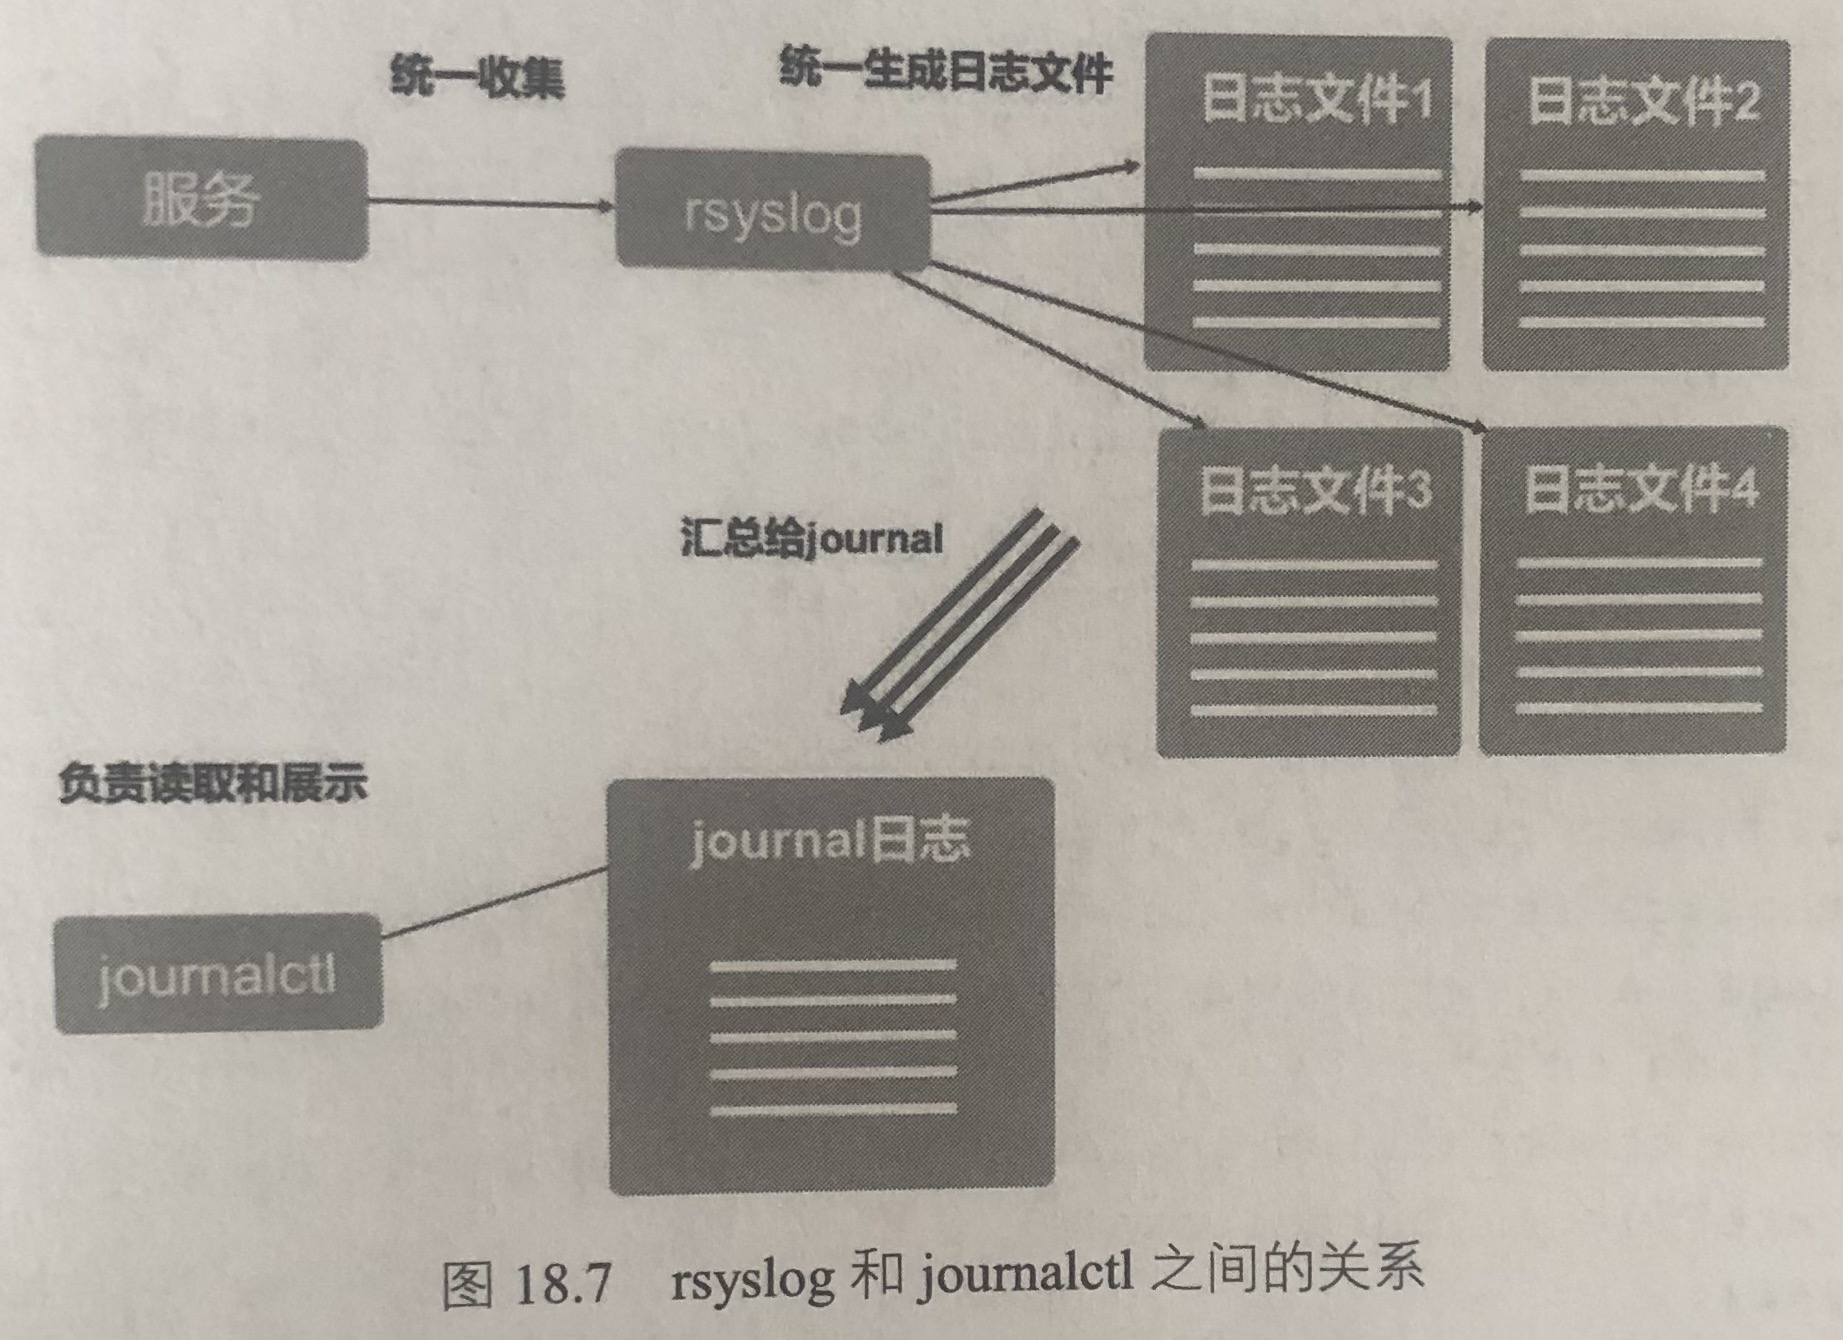 统一收集
统一生成日志文件
日志文件1
日志文件2
服务
rsyslog
日志文件3
日志文件4
汇总给journal
负责读取和展示
journal日志
journalctl
图 18.7 rsyslog 和 journalctl 之间的关系